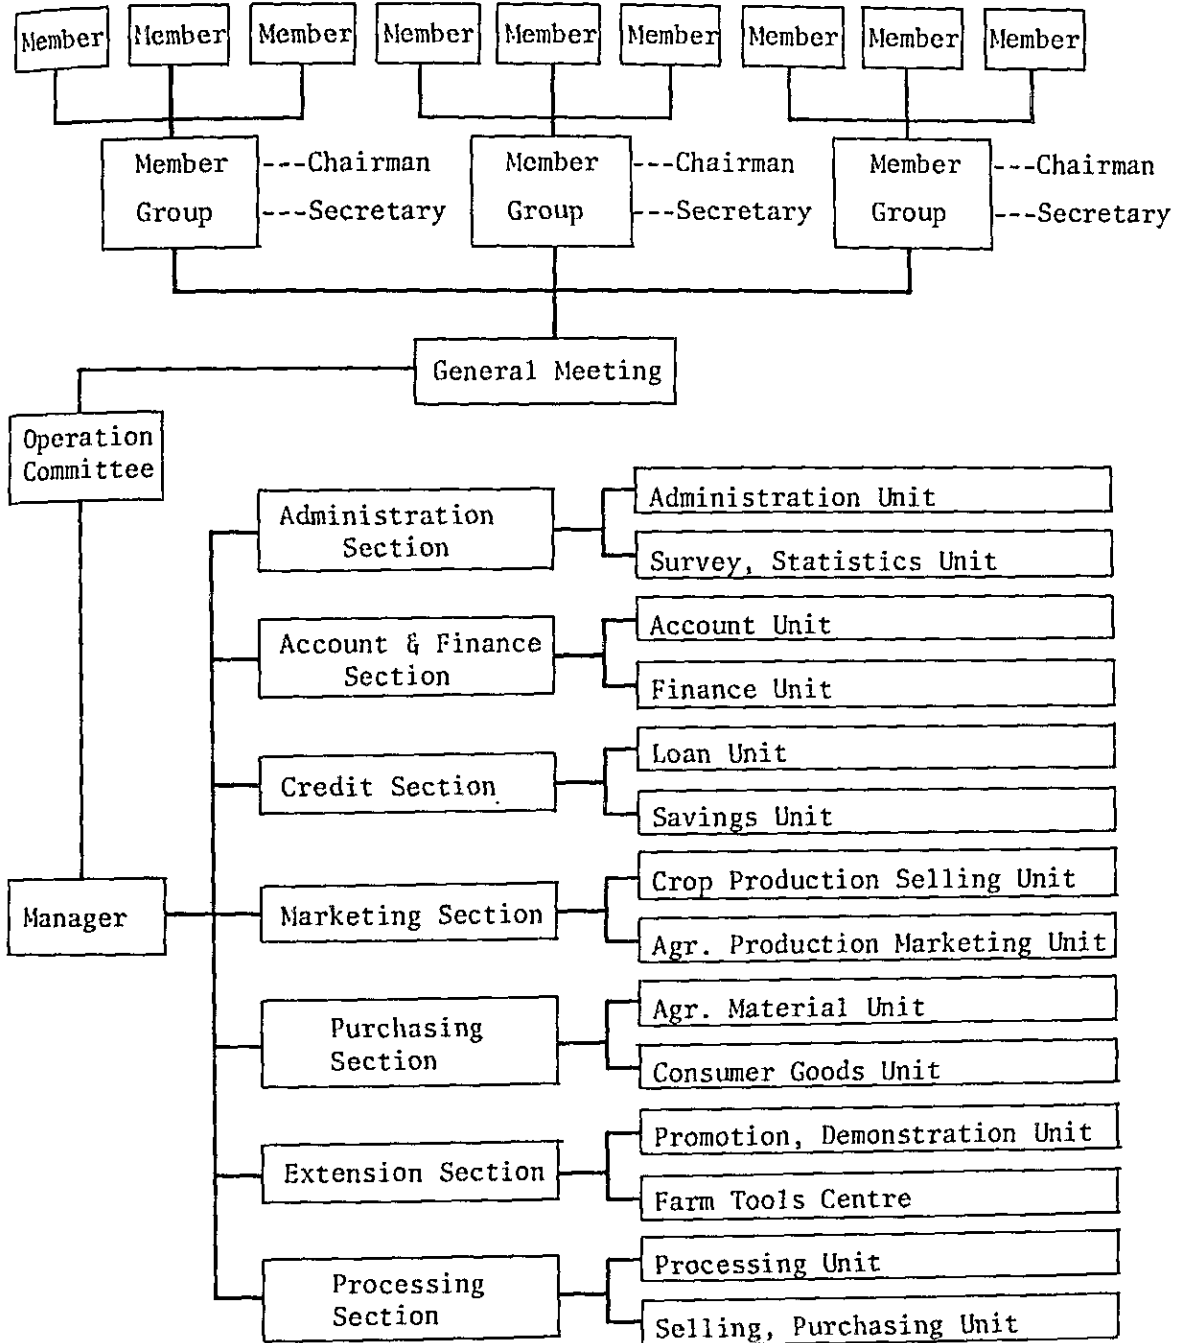 Member Member Member Member Member Member Member Member Member
Member ---Chairman Member ---Chairman Member ---Chairman
Group ---Secretary Group ---Secretary Group ---Secretary
General Meeting
Operation
Committee
Administration
Section
Administration Unit
Survey, Statistics Unit
Account & Finance
Section
Account Unit
Finance Unit
Credit Section
Loan Unit
Savings Unit
Manager
Marketing Section
Crop Production Selling Unit
Agr. Production Marketing Unit
Purchasing
Section
Agr. Material Unit
Consumer Goods Unit
Extension Section
Promotion, Demonstration Unit
Farm Tools Centre
Processing
Section
Processing Unit
Selling, Purchasing Unit